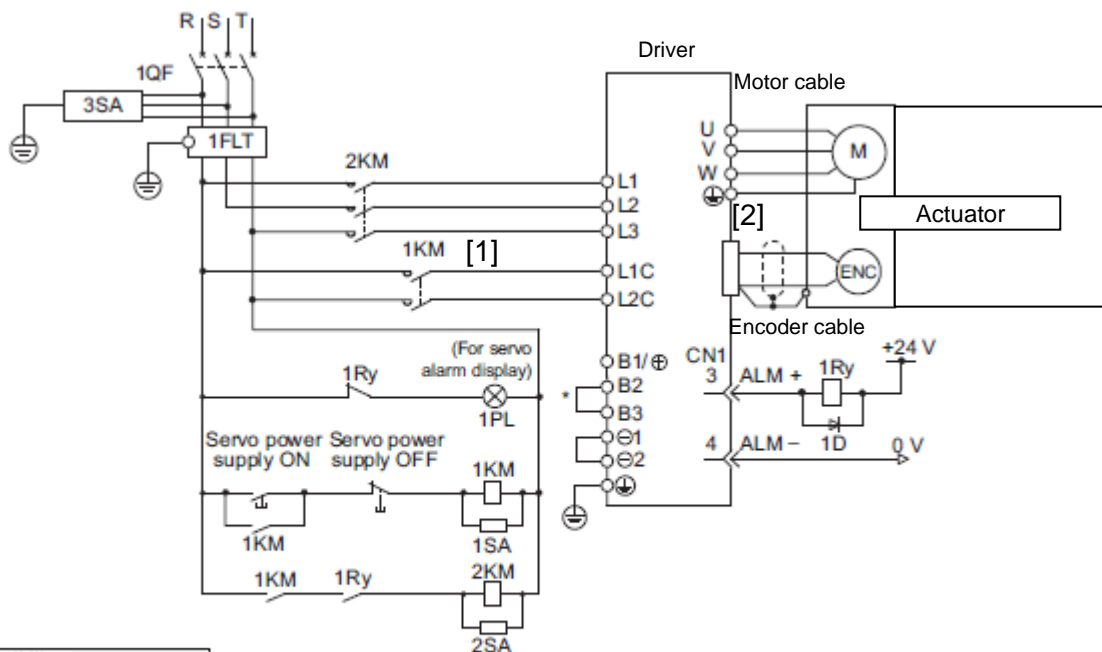 R S T
Driver
1QF
Motor cable
3SA
1FLT
U
V
M
W
2KM
L1
L2
[2]
Actuator
L3
1KM
[1]
L1C
ENC
L2C
Encoder cable
(For servo
alarm display)
+24 V
B1/⊕
CN1
1Ry
3
ALM +
1Ry
B2
*
1PL
B3
Servo power
supply ON
Servo power
supply OFF
⊖1
4
ALM −
1D
0 V
1KM
⊖2
1KM
1SA
1KM
1Ry
2KM
2SA